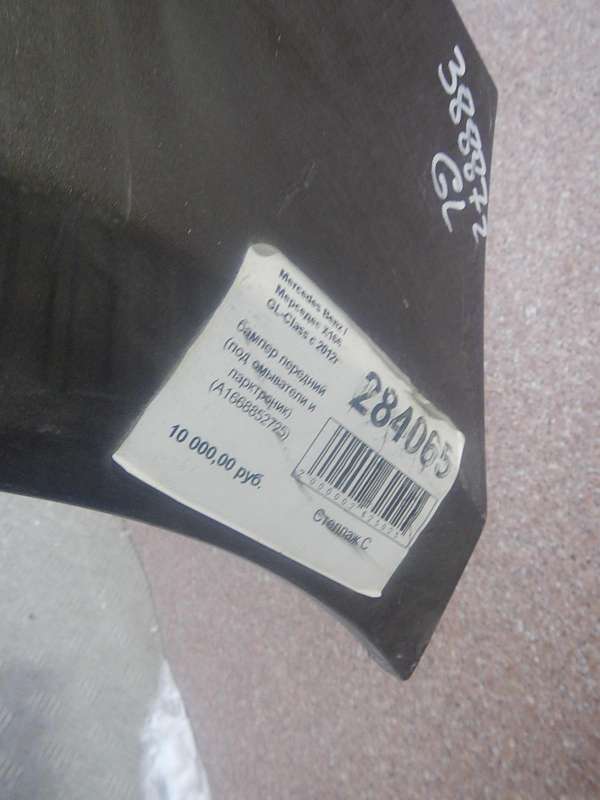 388872
GL
Mercedes Benz /
Мерседес X166
GL-Class с 2012г
бампер передний
(под омыватели и
парктроник)
(A1668852725)
10 000,00 руб.
284065
Стеллаж С